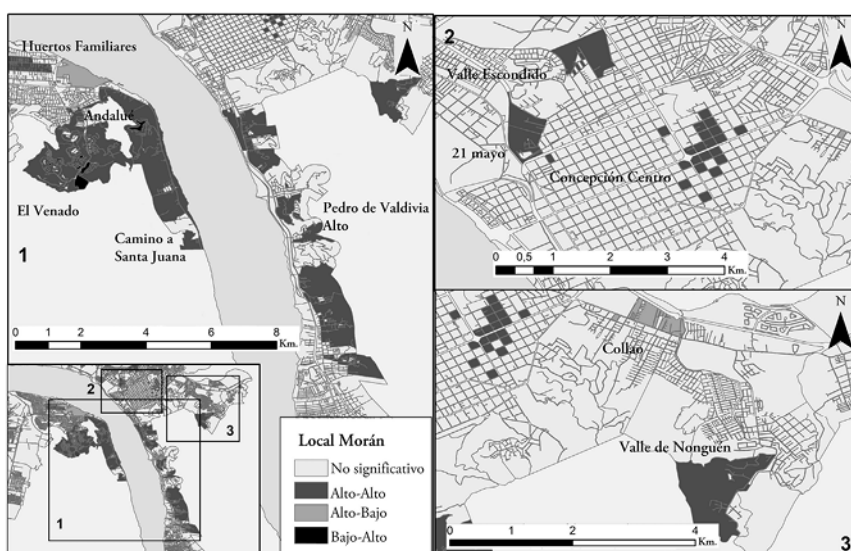 Huertos Familiares
Andalué
El Venado
Camino a
Santa Juana
Pedro de Valdivia
Alto
N
1
0 1 2 4 6 8
Km.
2
N
Valle Escondido
21 mayo
Concepción Centro
0 0,5 1 2 3 4
Km.
2
3
1
Local Morán
No significativo
Alto-Alto
Alto-Bajo
Bajo-Alto
N
Collao
Valle de Nonguén
0 2 4
Km.
3